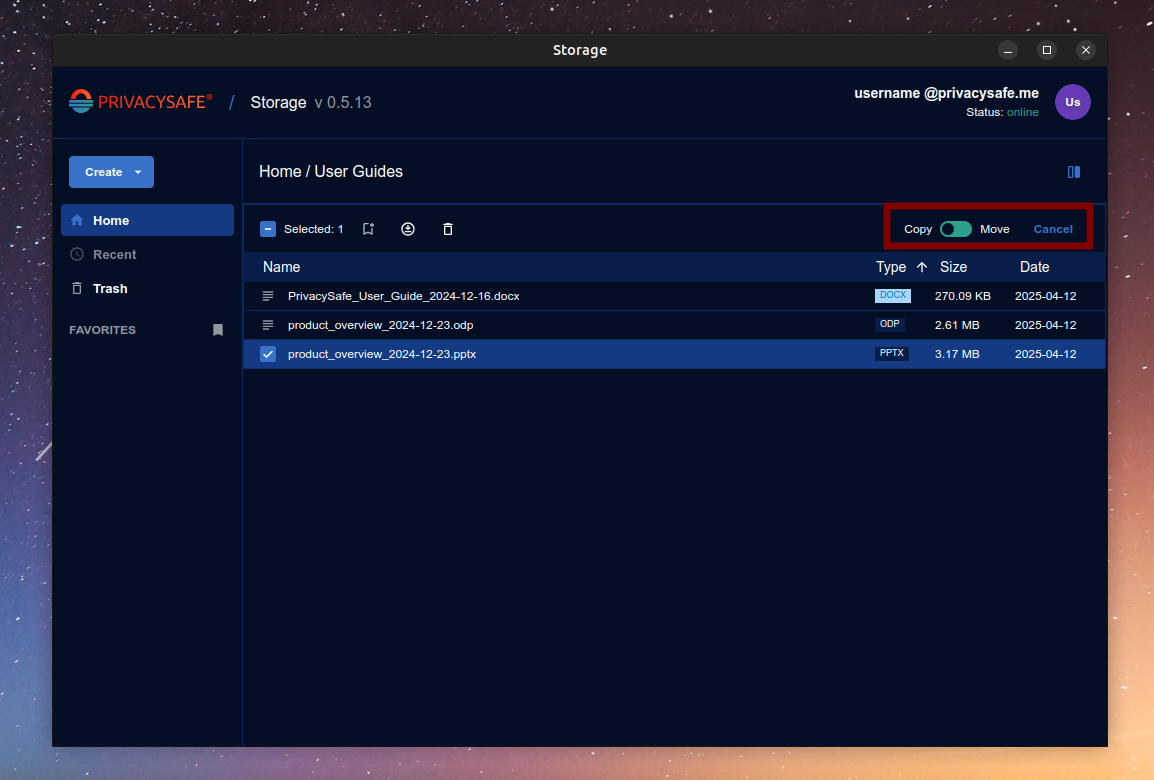 Storage
PRIVACYSAFE® / Storage v 0.5.13
username @privacysafe.me
Status: online
Us
Create
Home / User Guides
Home
Recent
Trash
FAVORITES
Selected: 1
Copy Move Cancel
Name Type Size Date
PrivacySafe_User_Guide_2024-12-16.docx DOCX 270.09 KB 2025-04-12
product_overview_2024-12-23.odp ODP 2.61 MB 2025-04-12
product_overview_2024-12-23.pptx PPTX 3.17 MB 2025-04-12